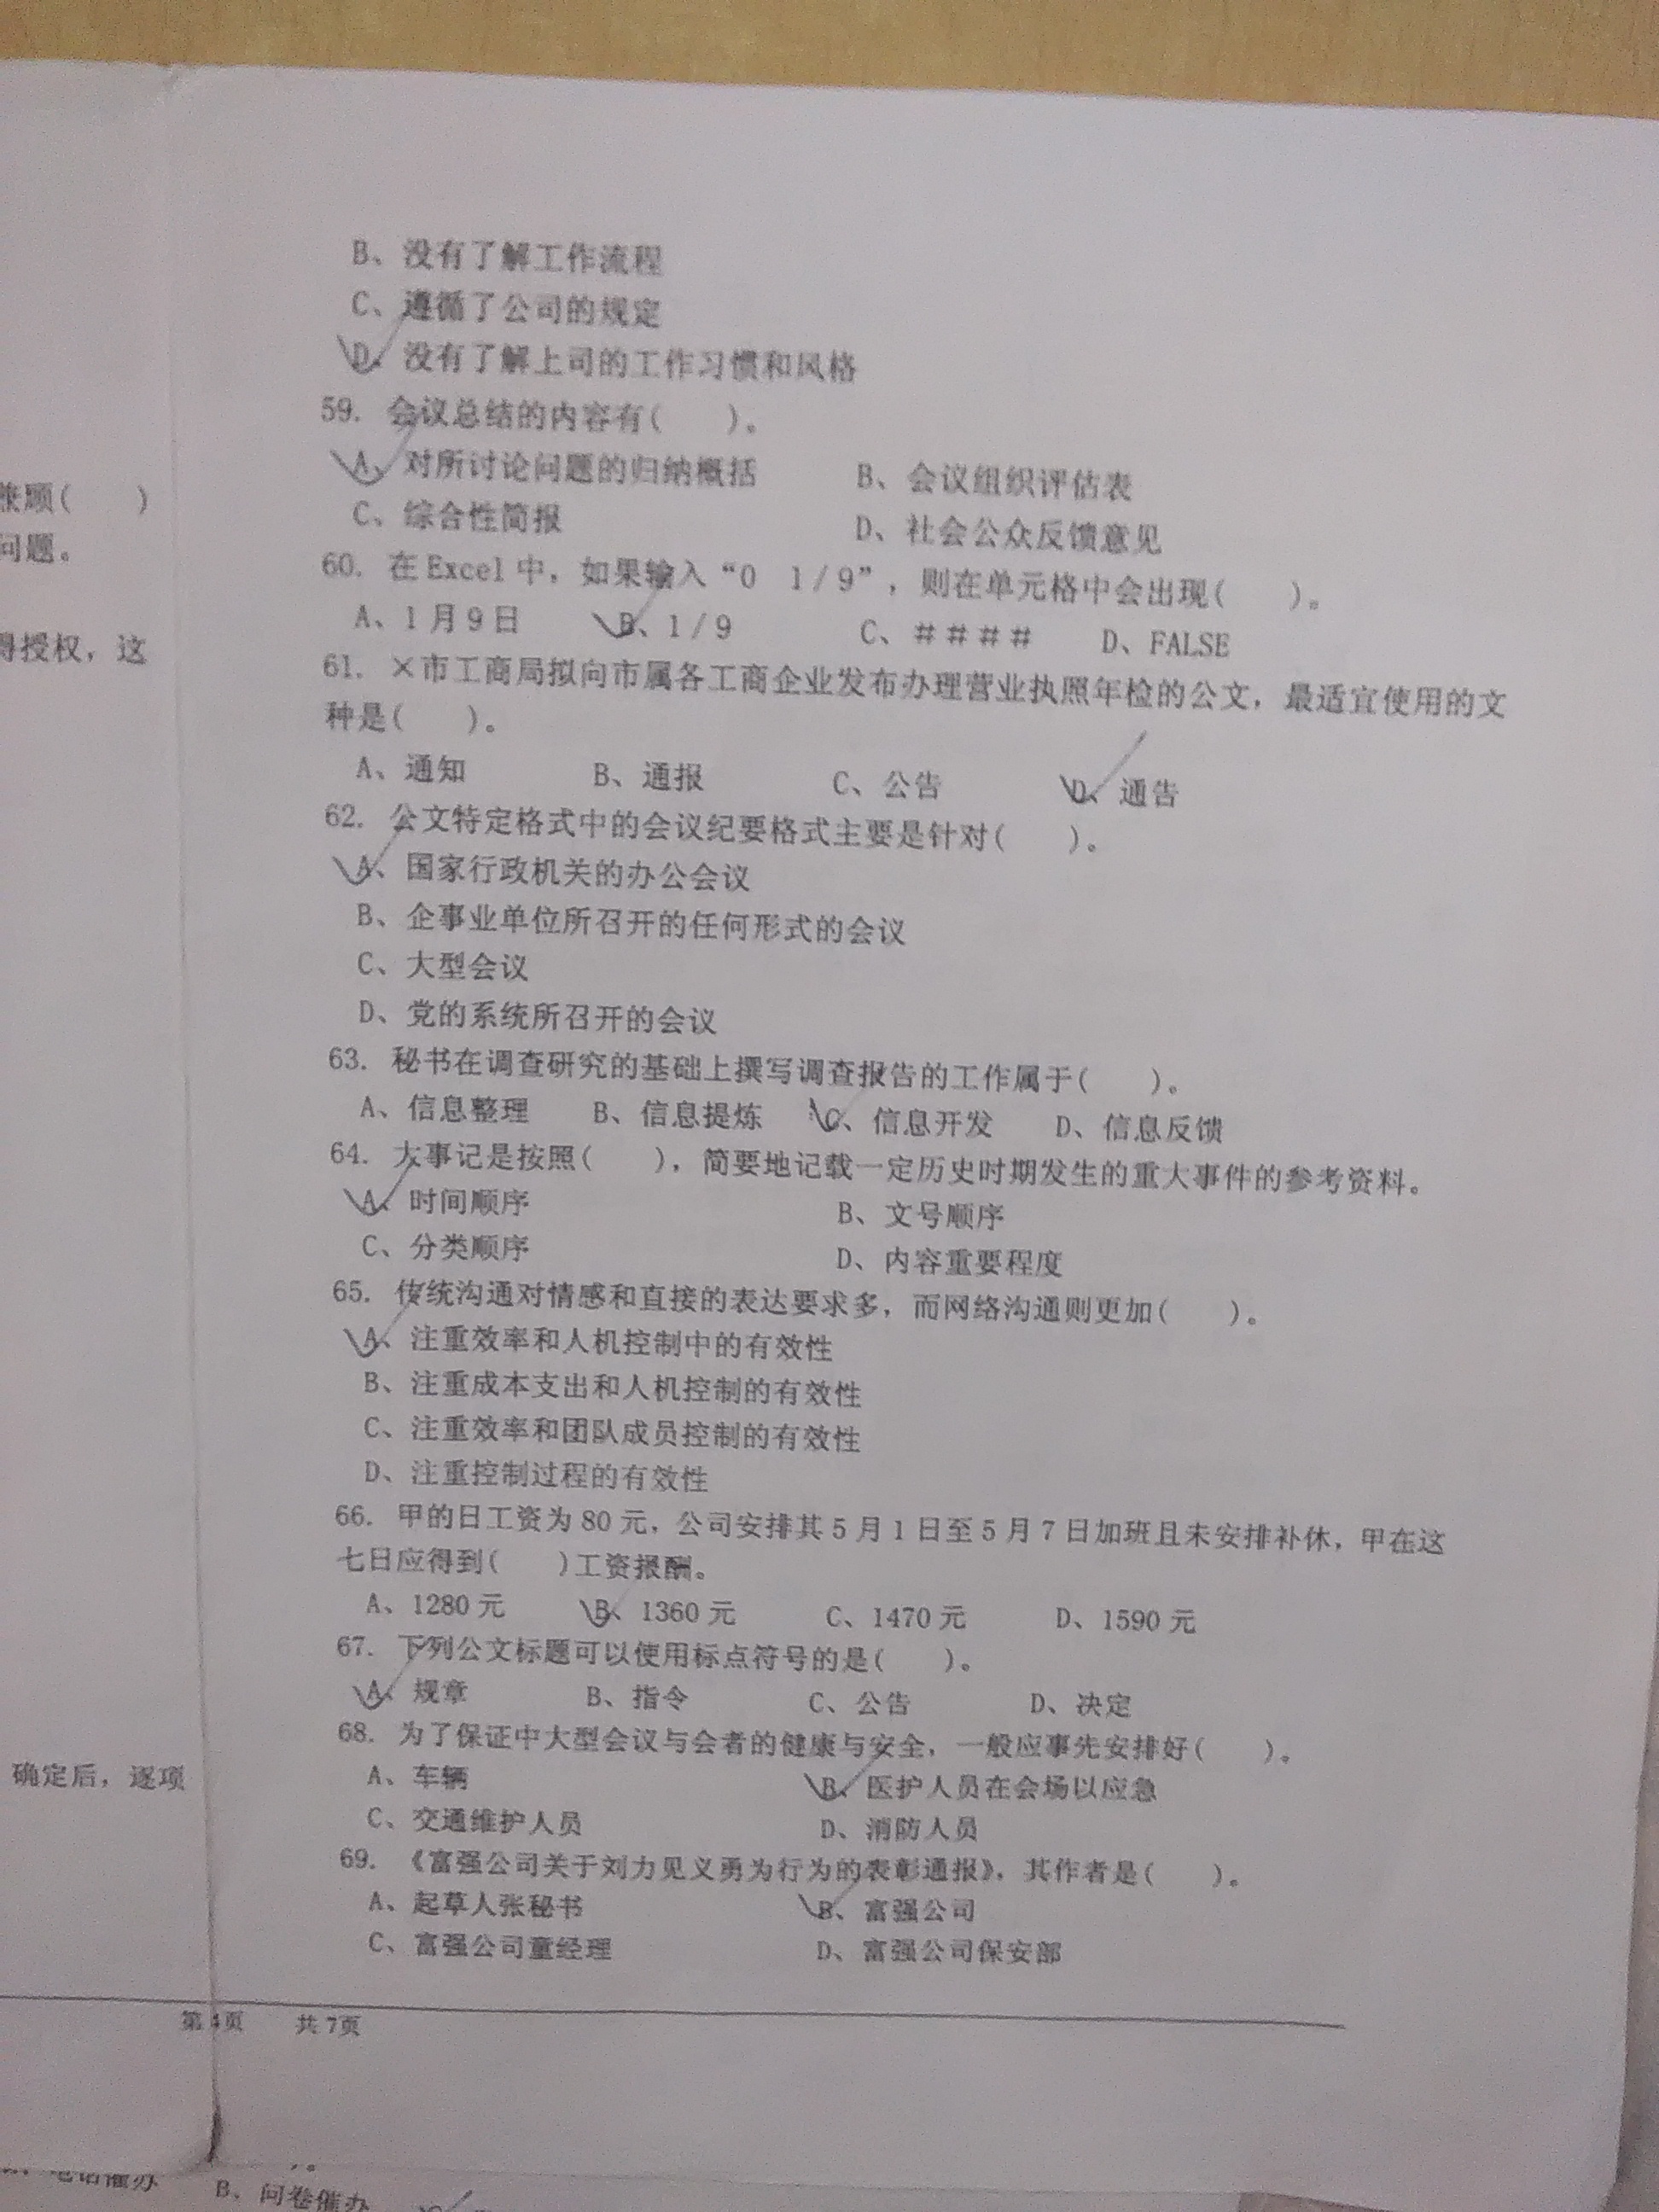 B、没有了解工作流程
C、遵循了公司的规定
D、没有了解上司的工作习惯和风格
59. 会议总结的内容有(　　)。
A、对所讨论问题的归纳概括　B、会议组织评估表
C、综合性简报　D、社会公众反馈意见
60. 在Excel中，如果输入“0　1/9”，则在单元格中会出现(　　)。
A、1月9日　B、1/9　C、####　D、FALSE
61. ×市工商局拟向市属各工商企业发布办理营业执照年检的公文，最适宜使用的文
种是(　　)。
A、通知　B、通报　C、公告　D、通告
62. 公文特定格式中的会议纪要格式主要是针对(　　)。
A、国家行政机关的办公会议
B、企事业单位所召开的任何形式的会议
C、大型会议
D、党的系统所召开的会议
63. 秘书在调查研究的基础上撰写调查报告的工作属于(　　)。
A、信息整理　B、信息提炼　C、信息开发　D、信息反馈
64. 大事记是按照(　　)，简要地记载一定历史时期发生的重大事件的参考资料。
A、时间顺序　B、文号顺序
C、分类顺序　D、内容重要程度
65. 传统沟通对情感和直接的表达要求多，而网络沟通则更加(　　)。
A、注重效率和人机控制中的有效性
B、注重成本支出和人机控制的有效性
C、注重效率和团队成员控制的有效性
D、注重控制过程的有效性
66. 甲的日工资为80元，公司安排其5月1日至5月7日加班且未安排补休，甲在这
七日应得到(　　)工资报酬。
A、1280元　B、1360元　C、1470元　D、1590元
67. 下列公文标题可以使用标点符号的是(　　)。
A、规章　B、指令　C、公告　D、决定
68. 为了保证中大型会议与会者的健康与安全，一般应事先安排好(　　)。
A、车辆　B、医护人员在会场以应急
C、交通维护人员　D、消防人员
69. 《富强公司关于刘力见义勇为行为的表彰通报》，其作者是(　　)。
A、起草人张秘书　B、富强公司
C、富强公司董经理　D、富强公司保安部
第4页　共7页
顾(　　)
问题。
得授权，这
确定后，逐项
电话催办　B、问卷催办